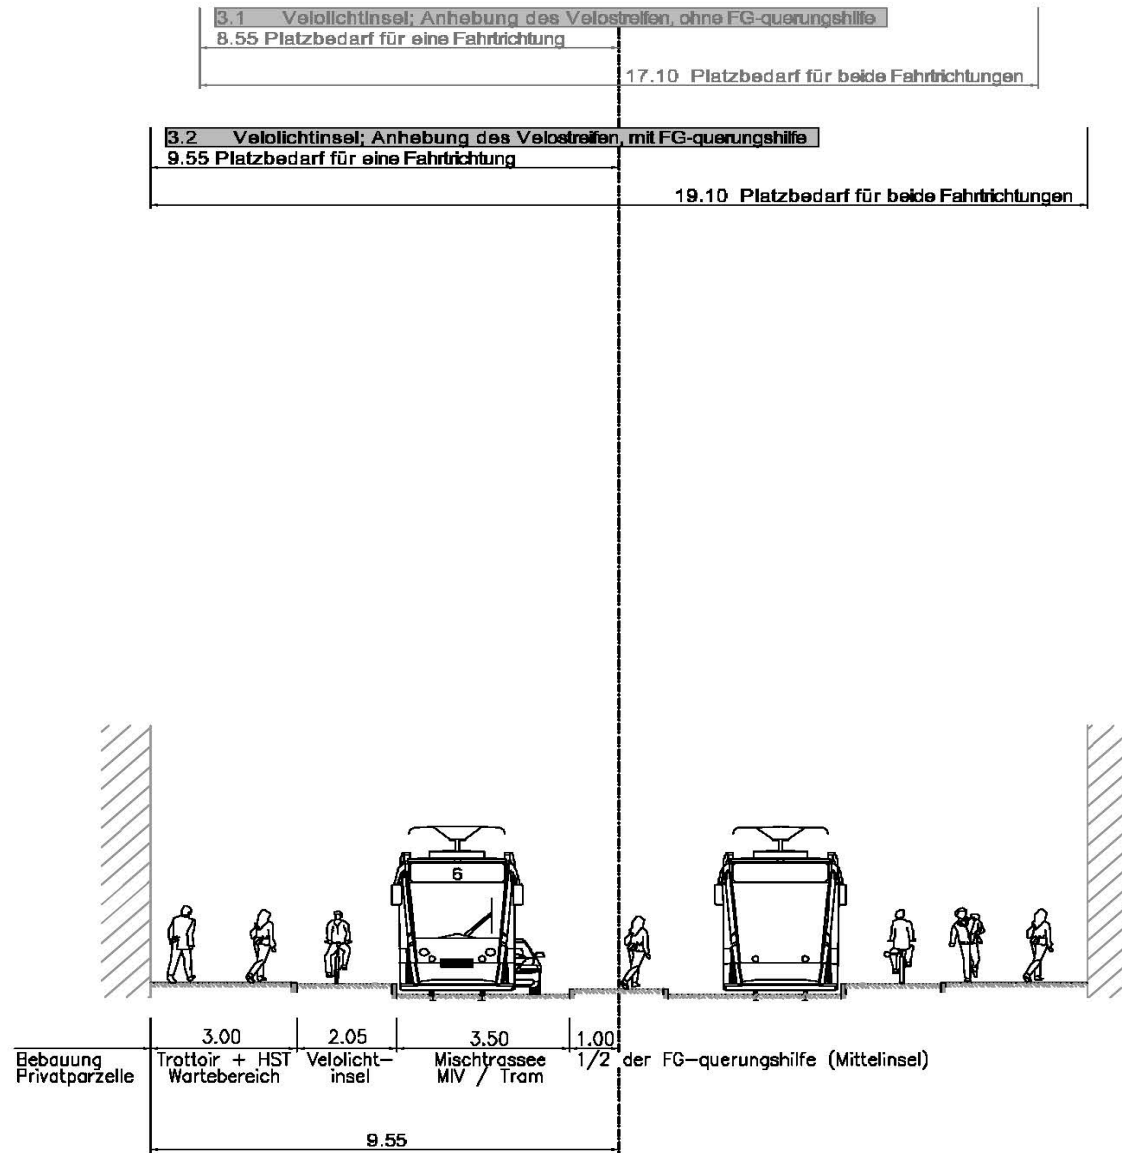 3.1 Velolichtinsel; Anhebung des Velostreifen, ohne FG-querungshilfe
8.55 Platzbedarf für eine Fahrtrichtung
17.10 Platzbedarf für beide Fahrtrichtungen
3.2 Velolichtinsel; Anhebung des Velostreifen, mit FG-querungshilfe
9.55 Platzbedarf für eine Fahrtrichtung
19.10 Platzbedarf für beide Fahrtrichtungen
6
3.00 2.05 3.50 1.00
Bebauung Trottoir + HST Velolicht- Mischtrassee 1/2 der FG-querungshilfe (Mittelinsel)
Privatparzelle Wartebereich insel MIV / Tram
9.55